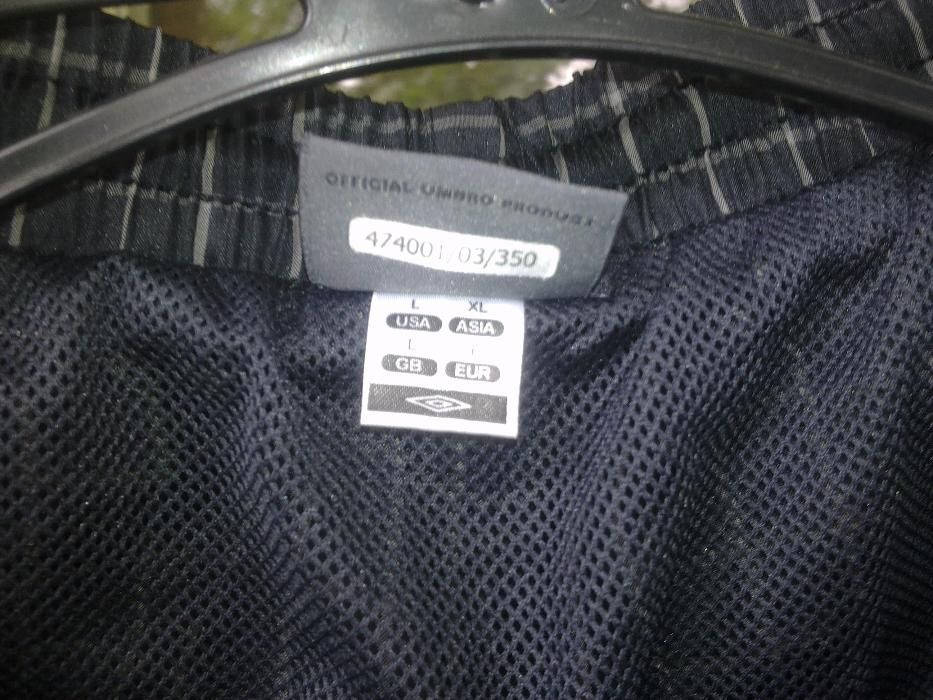 OFFICIAL UMBRO PRODUCT
474001/03/350
L XL
USA ASIA
L
GB EUR